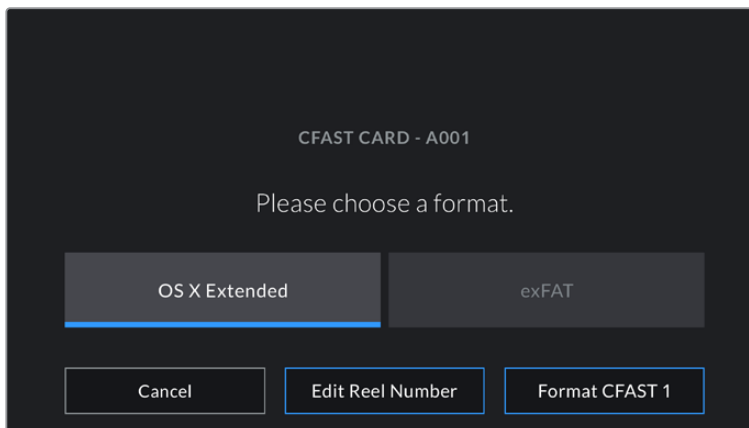 CFAST CARD - A001
Please choose a format.
OS X Extended exFAT
Cancel Edit Reel Number Format CFAST 1